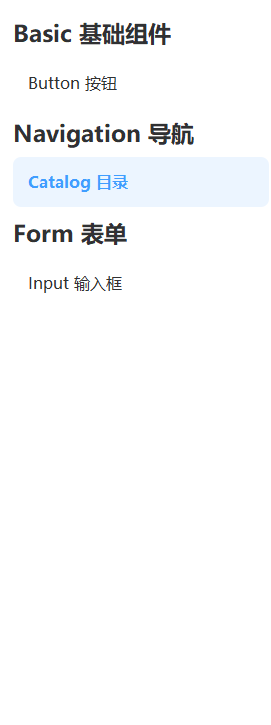 Basic 基础组件
Button 按钮
Navigation 导航
Catalog 目录
Form 表单
Input 输入框